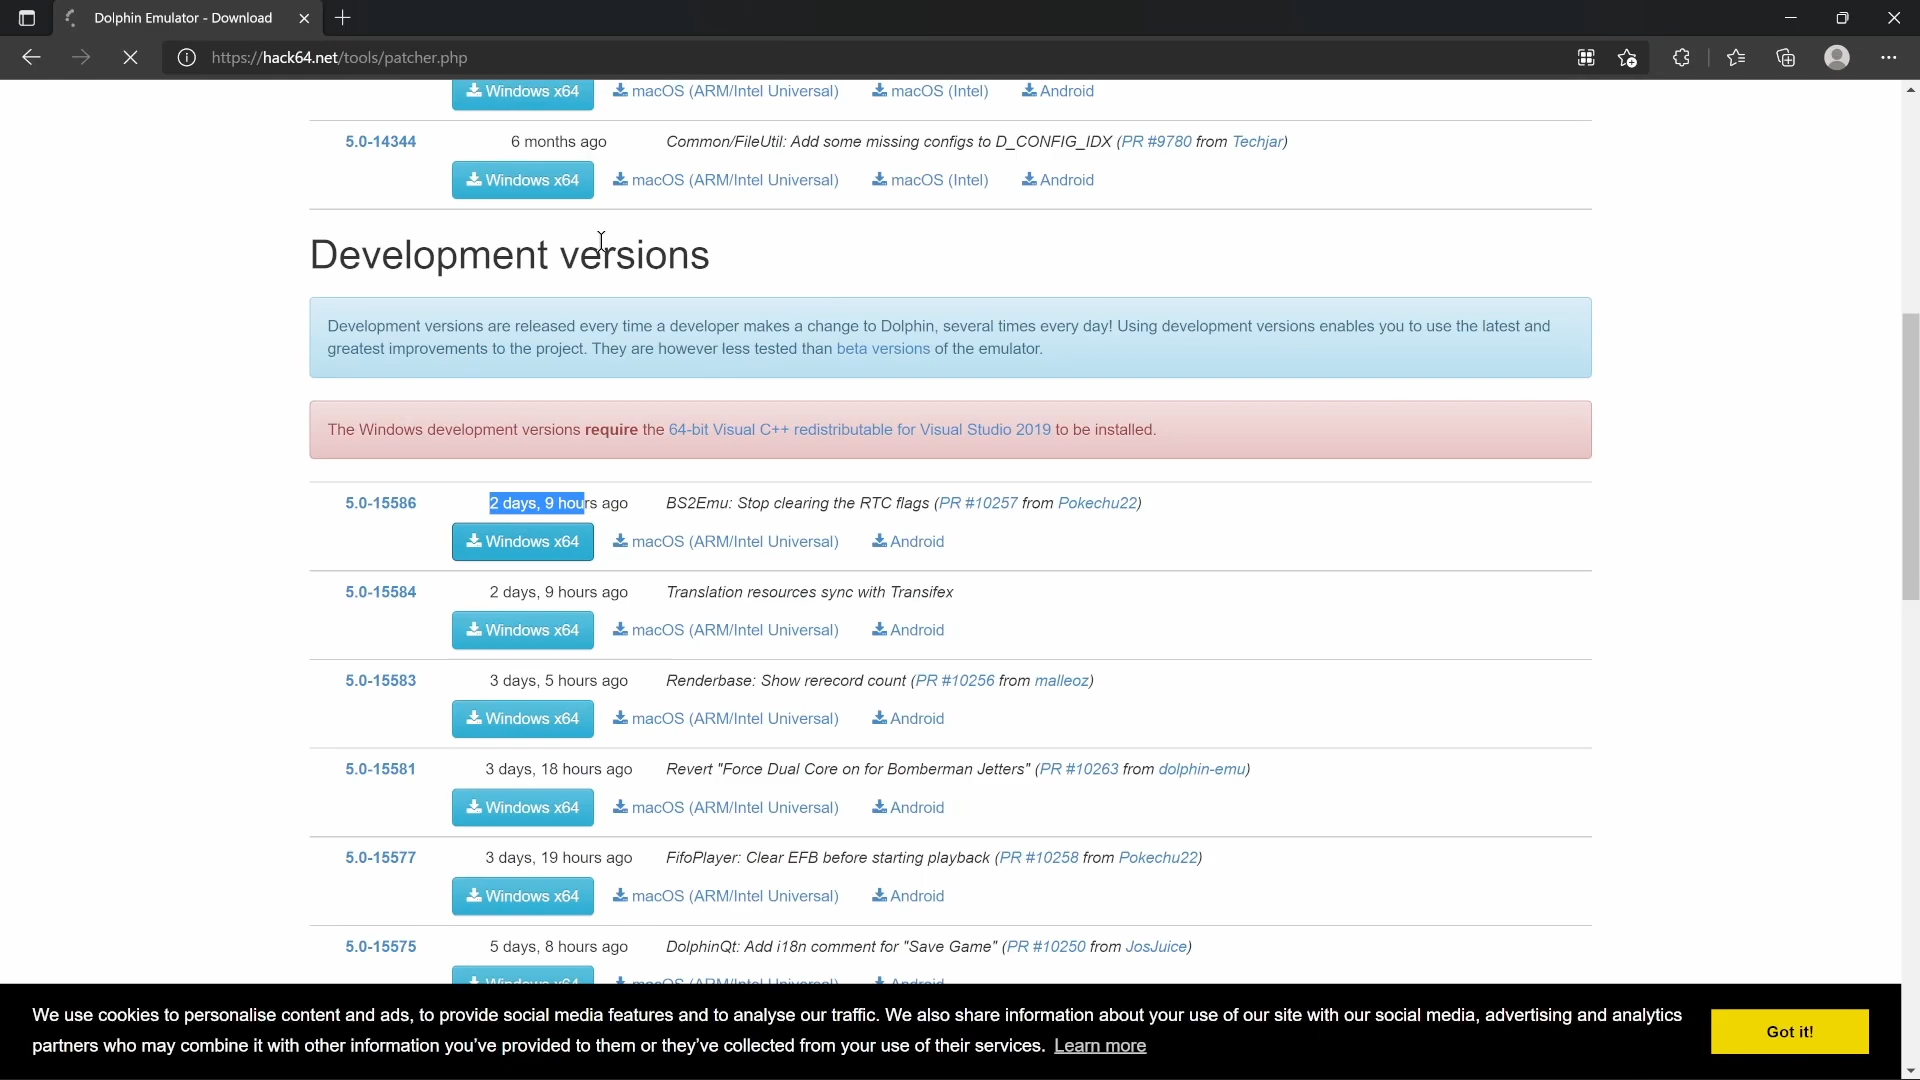 Dolphin Emulator - Download
https://hack64.net/tools/patcher.php
Windows x64 macOS (ARM/Intel Universal) macOS (Intel) Android
5.0-14344 6 months ago Common/FileUtil: Add some missing configs to D_CONFIG_IDX (PR #9780 from Techjar)
Windows x64 macOS (ARM/Intel Universal) macOS (Intel) Android
Development versions
Development versions are released every time a developer makes a change to Dolphin, several times every day! Using development versions enables you to use the latest and
greatest improvements to the project. They are however less tested than beta versions of the emulator.
The Windows development versions require the 64-bit Visual C++ redistributable for Visual Studio 2019 to be installed.
5.0-15586 2 days, 9 hours ago BS2Emu: Stop clearing the RTC flags (PR #10257 from Pokechu22)
Windows x64 macOS (ARM/Intel Universal) Android
5.0-15584 2 days, 9 hours ago Translation resources sync with Transifex
Windows x64 macOS (ARM/Intel Universal) Android
5.0-15583 3 days, 5 hours ago Renderbase: Show rerecord count (PR #10256 from malleoz)
Windows x64 macOS (ARM/Intel Universal) Android
5.0-15581 3 days, 18 hours ago Revert "Force Dual Core on for Bomberman Jetters" (PR #10263 from dolphin-emu)
Windows x64 macOS (ARM/Intel Universal) Android
5.0-15577 3 days, 19 hours ago FifoPlayer: Clear EFB before starting playback (PR #10258 from Pokechu22)
Windows x64 macOS (ARM/Intel Universal) Android
5.0-15575 5 days, 8 hours ago DolphinQt: Add i18n comment for "Save Game" (PR #10250 from JosJuice)
Windows x64 macOS (ARM/Intel Universal) Android
We use cookies to personalise content and ads, to provide social media features and to analyse our traffic. We also share information about your use of our site with our social media, advertising and analytics
partners who may combine it with other information you've provided to them or they've collected from your use of their services. Learn more
Got it!